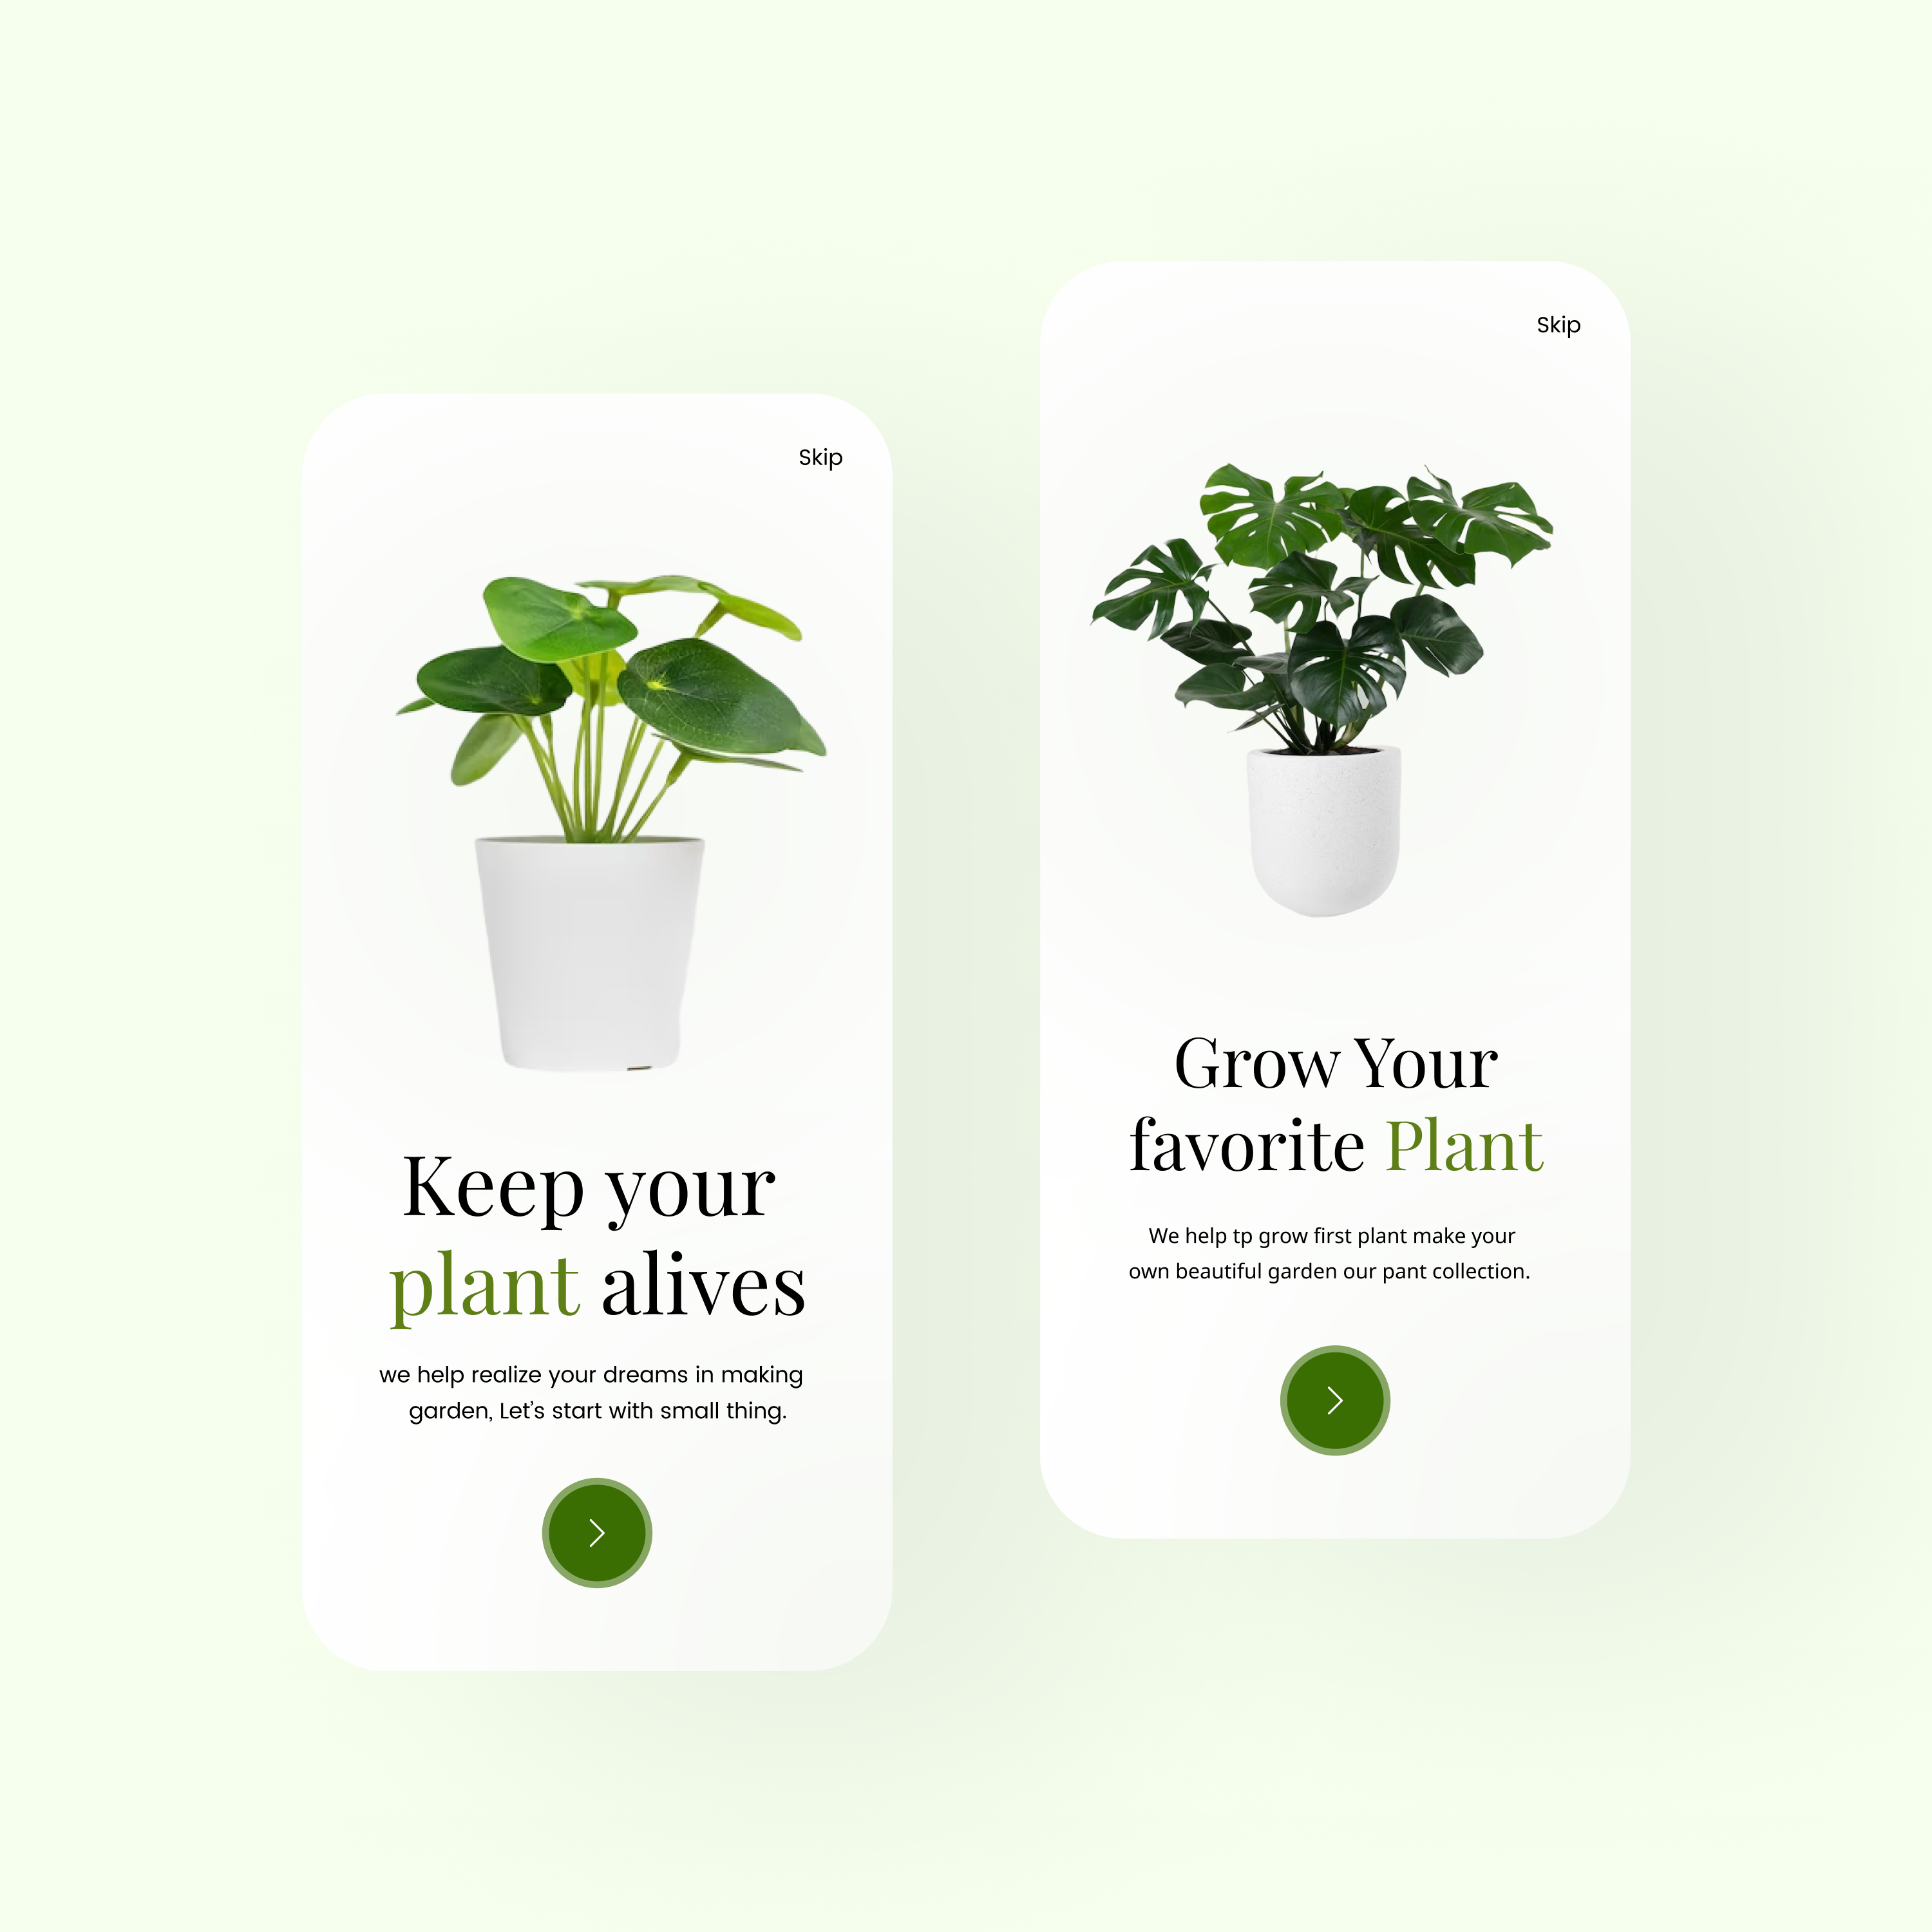 Skip
Keep your
plant alives
we help realize your dreams in making
garden, Let's start with small thing.
Skip
Grow Your
favorite Plant
We help tp grow first plant make your
own beautiful garden our pant collection.